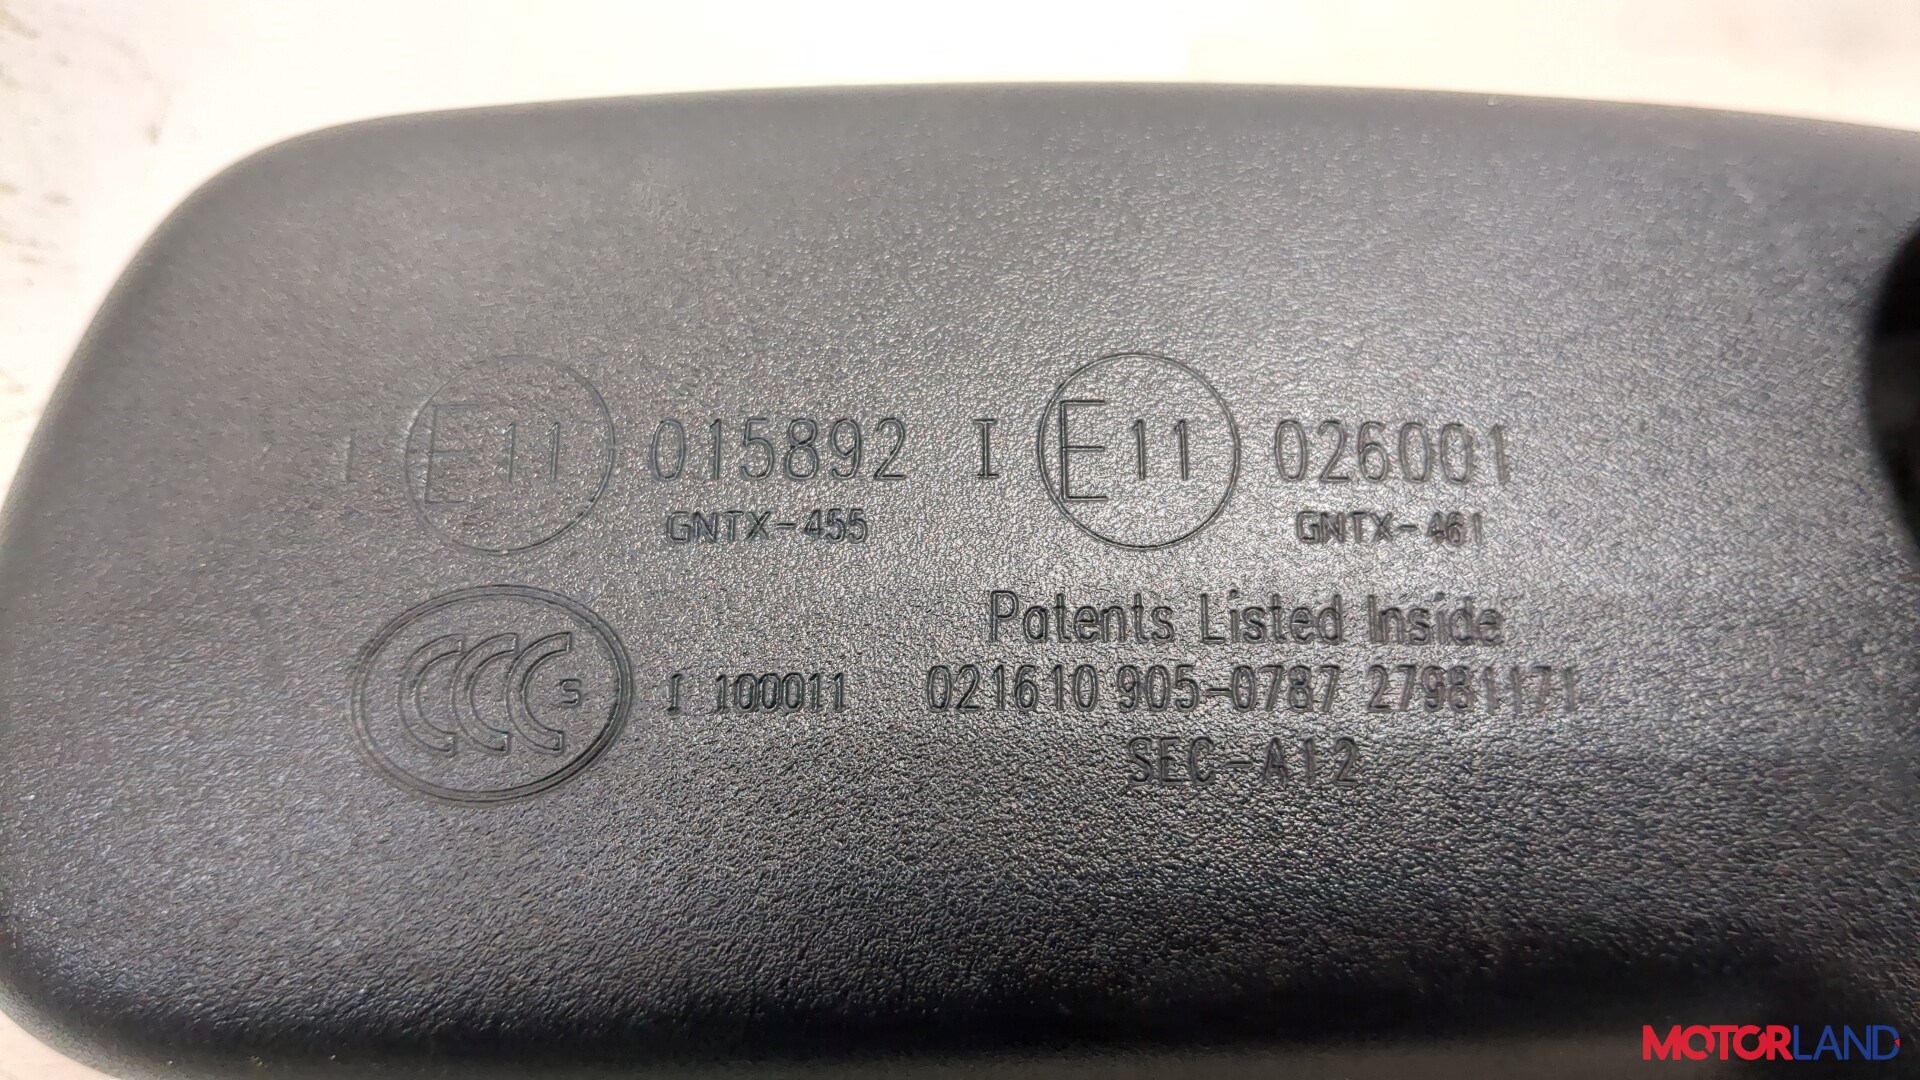 I E11 015892 I E11 026001
GNTX-455 GNTX-461
Patents Listed Inside
CCC S I 100011 021610 905-0787 27981171
SEC-A12
MOTORLAND